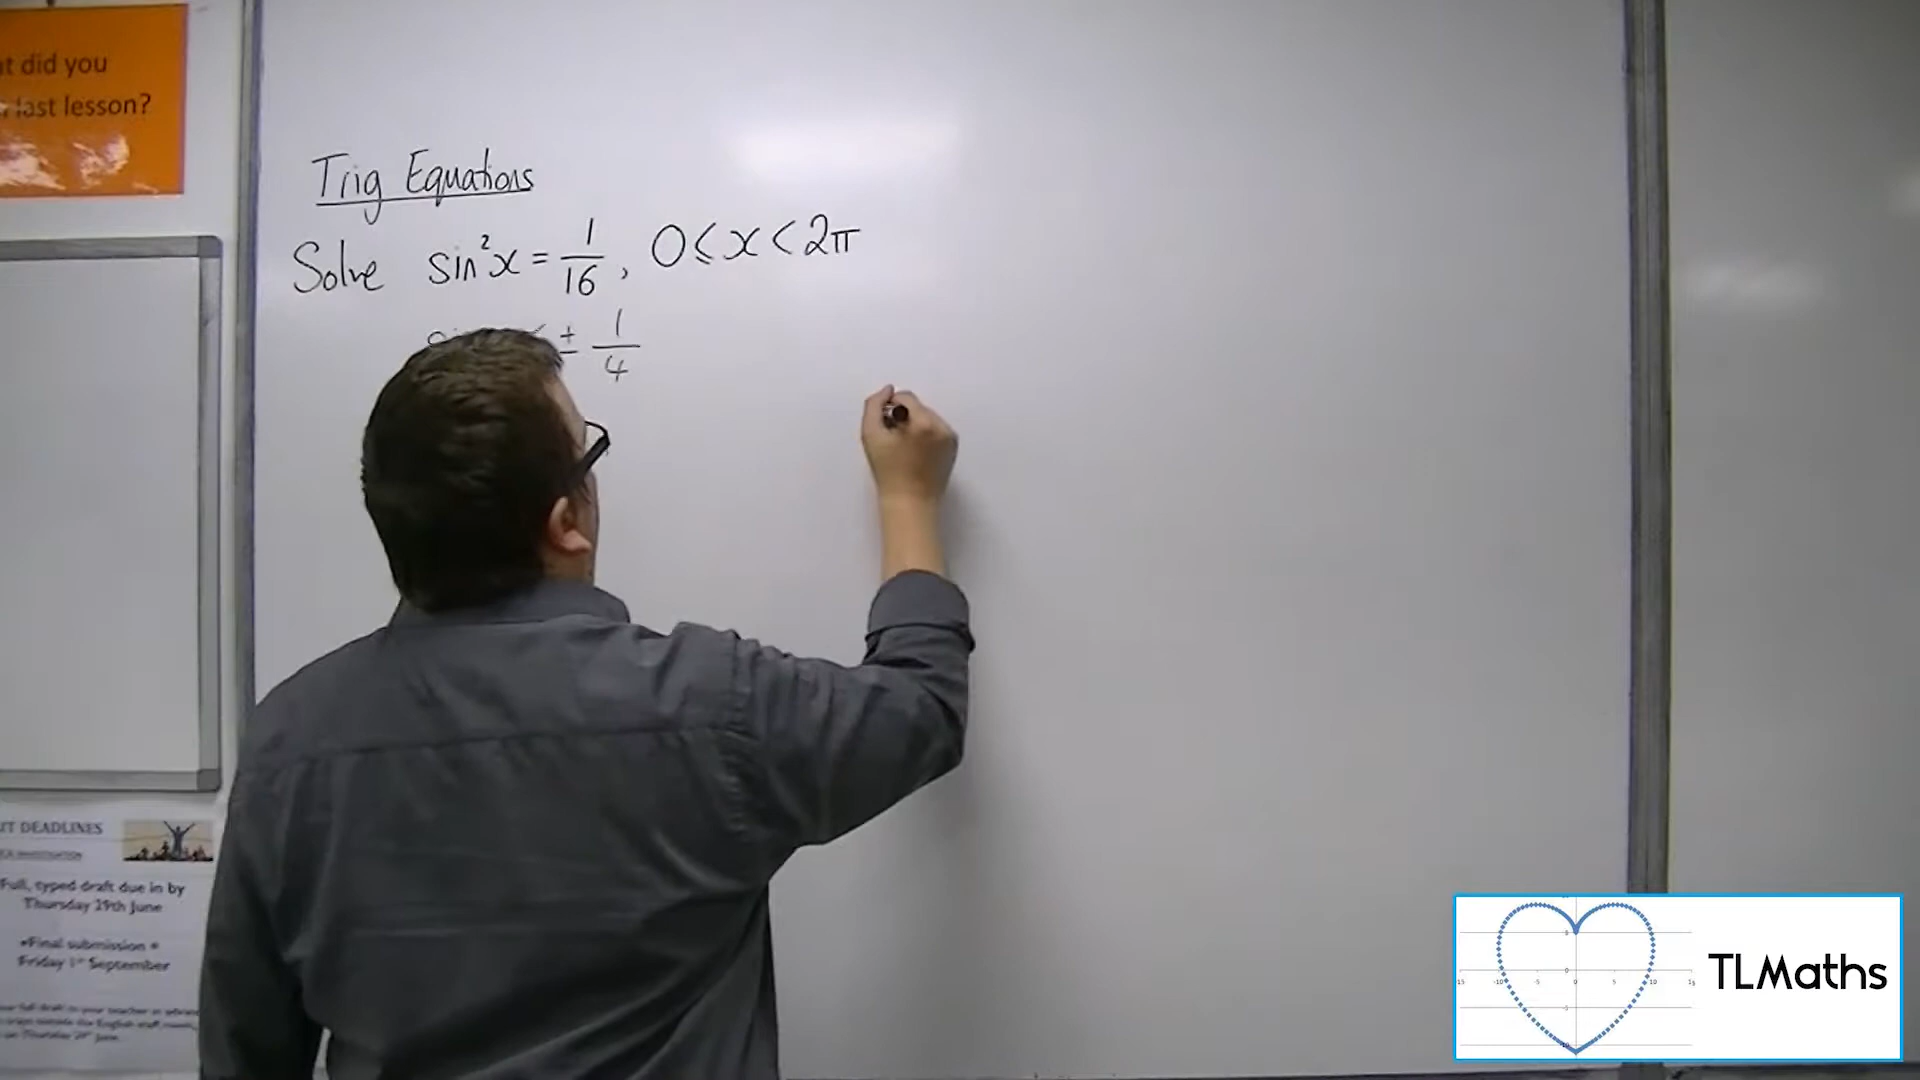 t did you
last lesson?
Trig Equations
Solve sin²x = 1/16, 0 ≤ x < 2π
± 1/4
UT DEADLINES
Full, typed draft due in by
Thursday 29th June
*Final submission *
Friday 1st September
TLMaths